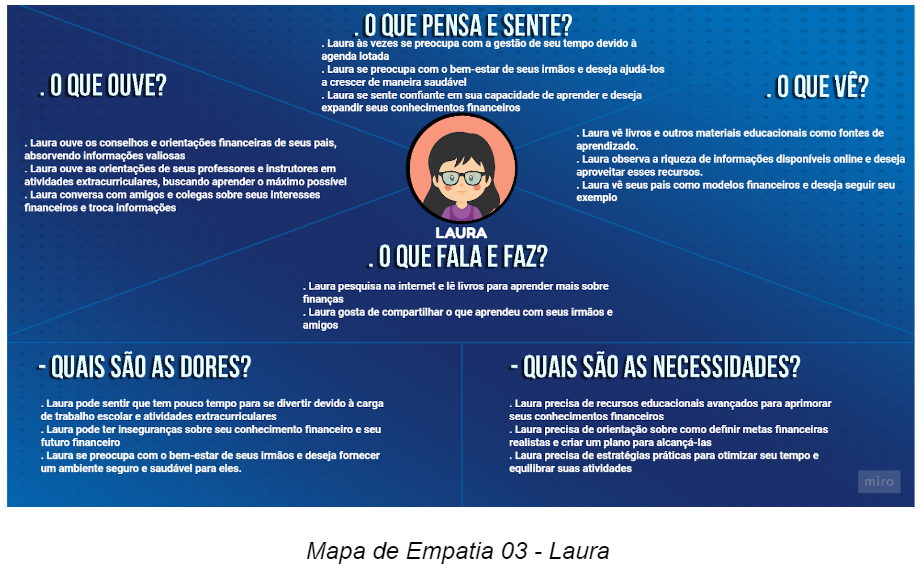 . O QUE PENSA E SENTE?
. Laura às vezes se preocupa com a gestão de seu tempo devido à
agenda lotada
. Laura se preocupa com o bem-estar de seus irmãos e deseja ajudá-los
a crescer de maneira saudável
. Laura se sente confiante em sua capacidade de aprender e deseja
expandir seus conhecimentos financeiros
. O QUE OUVE?
. Laura ouve os conselhos e orientações financeiras de seus pais,
absorvendo informações valiosas
. Laura ouve as orientações de seus professores e instrutores em
atividades extracurriculares, buscando aprender o máximo possível
. Laura conversa com amigos e colegas sobre seus interesses
financeiros e troca informações
. O QUE VÊ?
. Laura vê livros e outros materiais educacionais como fontes de
aprendizado.
. Laura observa a riqueza de informações disponíveis online e deseja
aproveitar esses recursos.
. Laura vê seus pais como modelos financeiros e deseja seguir seu
exemplo
LAURA
. O QUE FALA E FAZ?
. Laura pesquisa na internet e lê livros para aprender mais sobre
finanças
. Laura gosta de compartilhar o que aprendeu com seus irmãos e
amigos
- QUAIS SÃO AS DORES?
. Laura pode sentir que tem pouco tempo para se divertir devido à carga
de trabalho escolar e atividades extracurriculares
. Laura pode ter inseguranças sobre seu conhecimento financeiro e seu
futuro financeiro
. Laura se preocupa com o bem-estar de seus irmãos e deseja fornecer
um ambiente seguro e saudável para eles.
- QUAIS SÃO AS NECESSIDADES?
. Laura precisa de recursos educacionais avançados para aprimorar
seus conhecimentos financeiros
. Laura precisa de orientação sobre como definir metas financeiras
realistas e criar um plano para alcançá-las
. Laura precisa de estratégias práticas para otimizar seu tempo e
equilibrar suas atividades
miro
Mapa de Empatia 03 - Laura